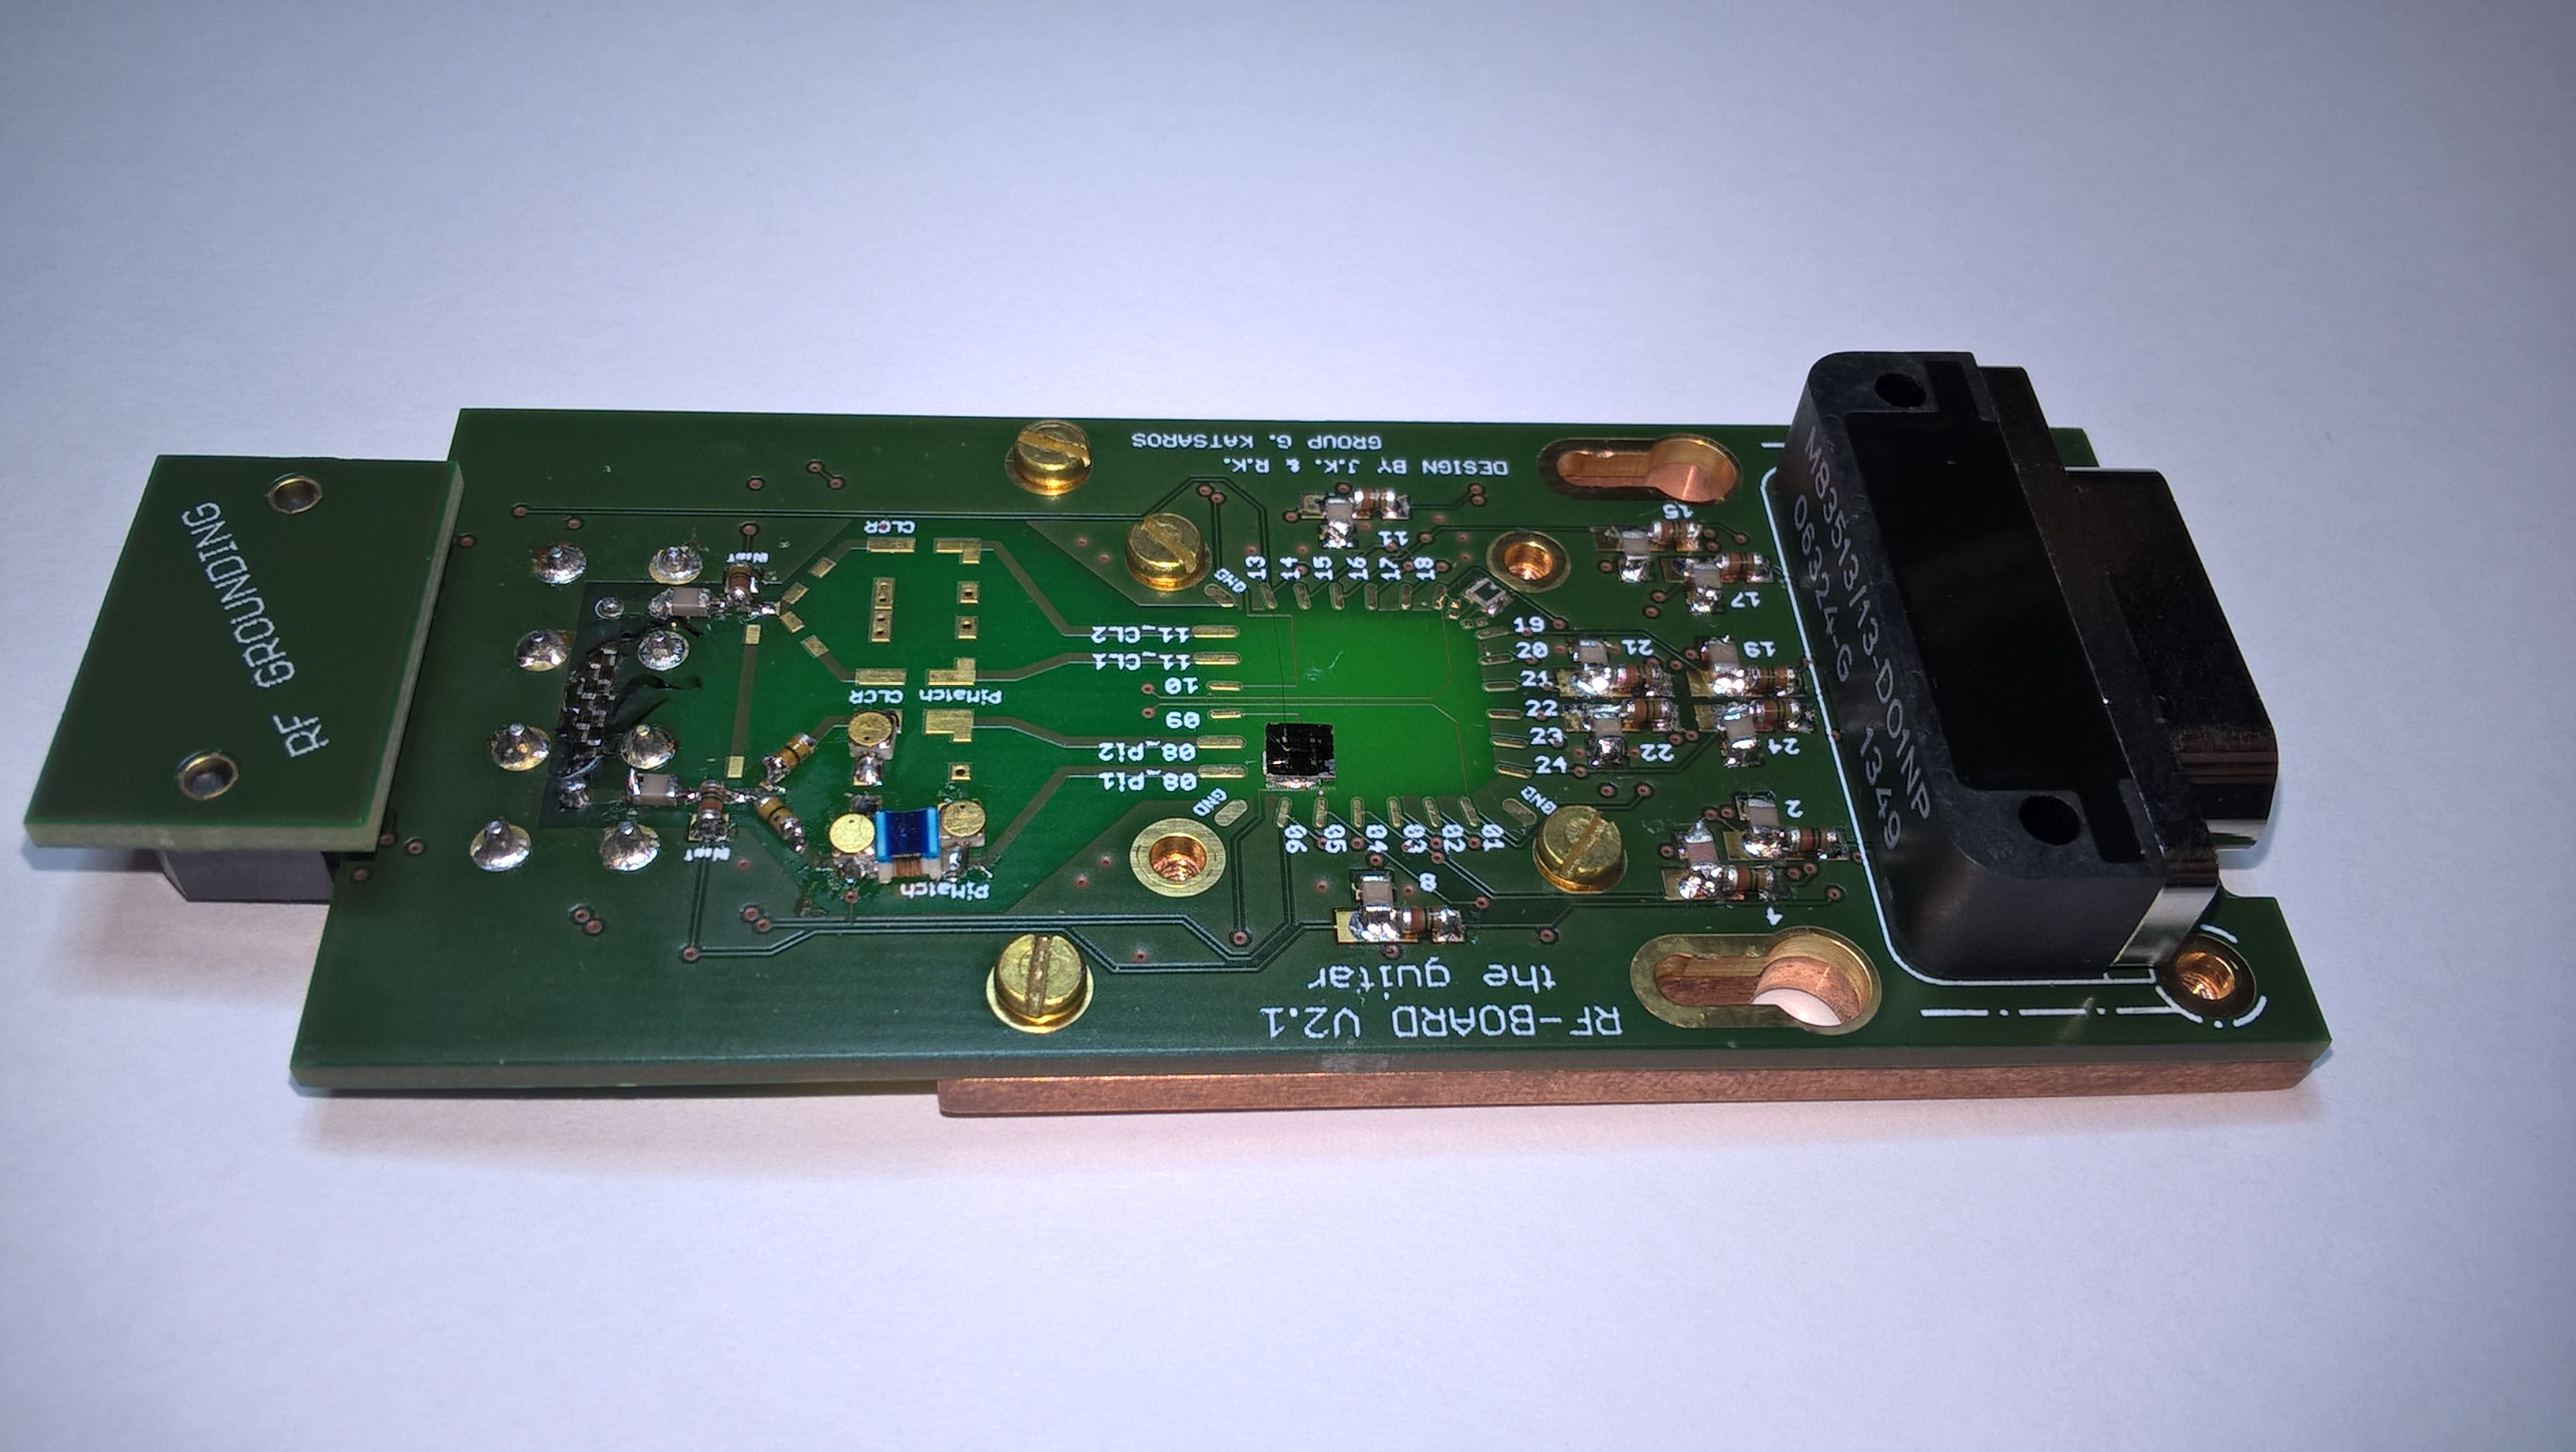 RF GROUNDING
GROUP G. KATSAROS
DESIGN BY J.K. & R.K.
CLCR
CLCR
PiMatch
PiMatch
PiMatch
11_CL2
11_CL1
10
09
08_Pi2
08_Pi1
GND
GND
13
14
15
16
17
18
19
20
21
22
23
24
06
05
04
03
02
01
11
15
17
21
19
22
24
2
4
8
the guitar
RF-BOARD V2.1
M83513/13-D01NP
06324-G 1349